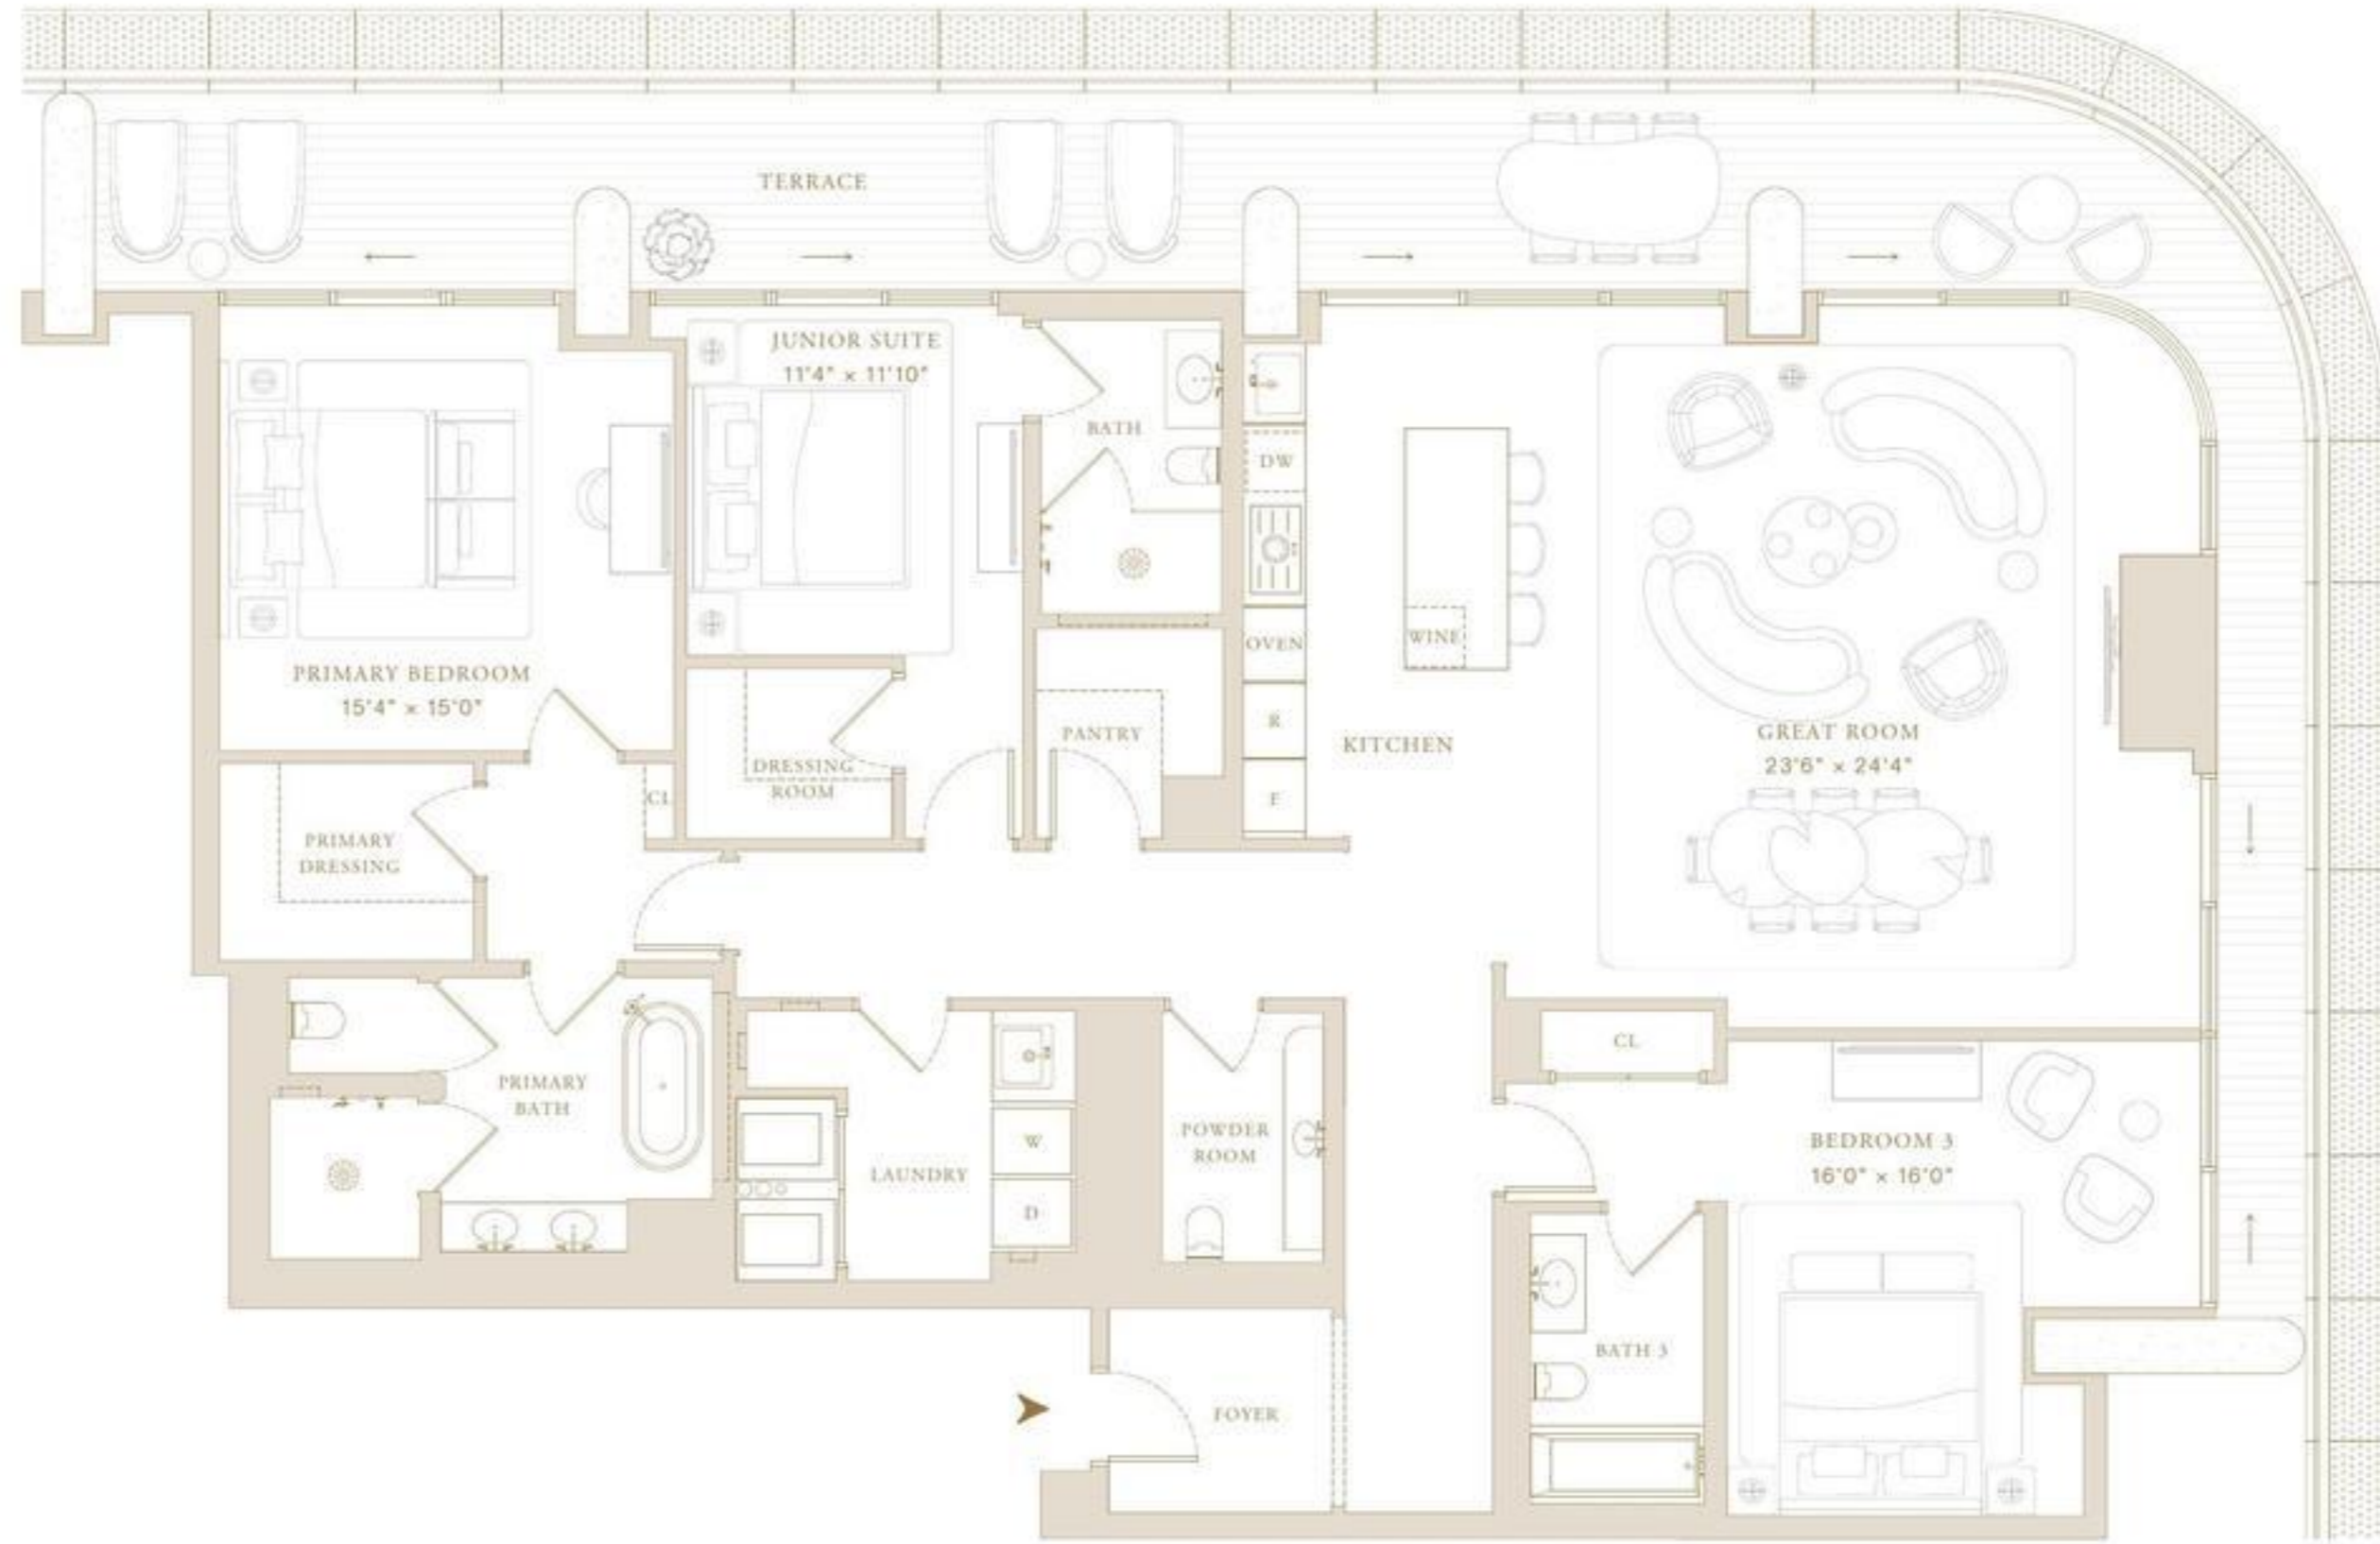 TERRACE
JUNIOR SUITE
11'4" × 11'10"
BATH
DW
OVEN
WINE
R
F
KITCHEN
PRIMARY BEDROOM
15'4" × 15'0"
DRESSING
ROOM
PANTRY
CL
GREAT ROOM
23'6" × 24'4"
PRIMARY
DRESSING
PRIMARY
BATH
LAUNDRY
W
D
POWDER
ROOM
CL
BEDROOM 3
16'0" × 16'0"
BATH 3
FOYER